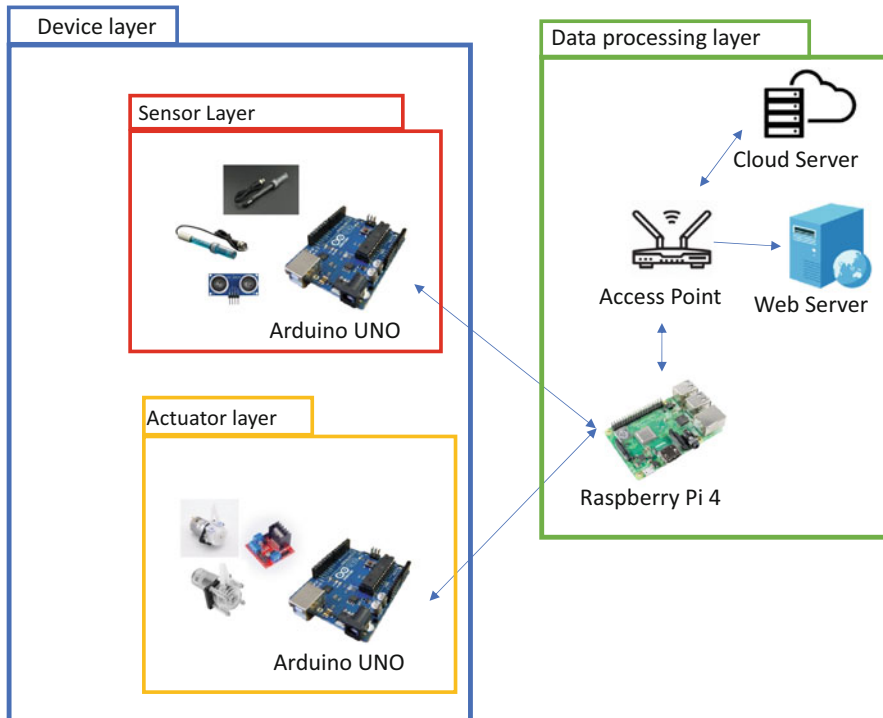 Device layer
Data processing layer
Sensor Layer
Cloud Server
Access Point
Web Server
Arduino UNO
Actuator layer
Raspberry Pi 4
Arduino UNO